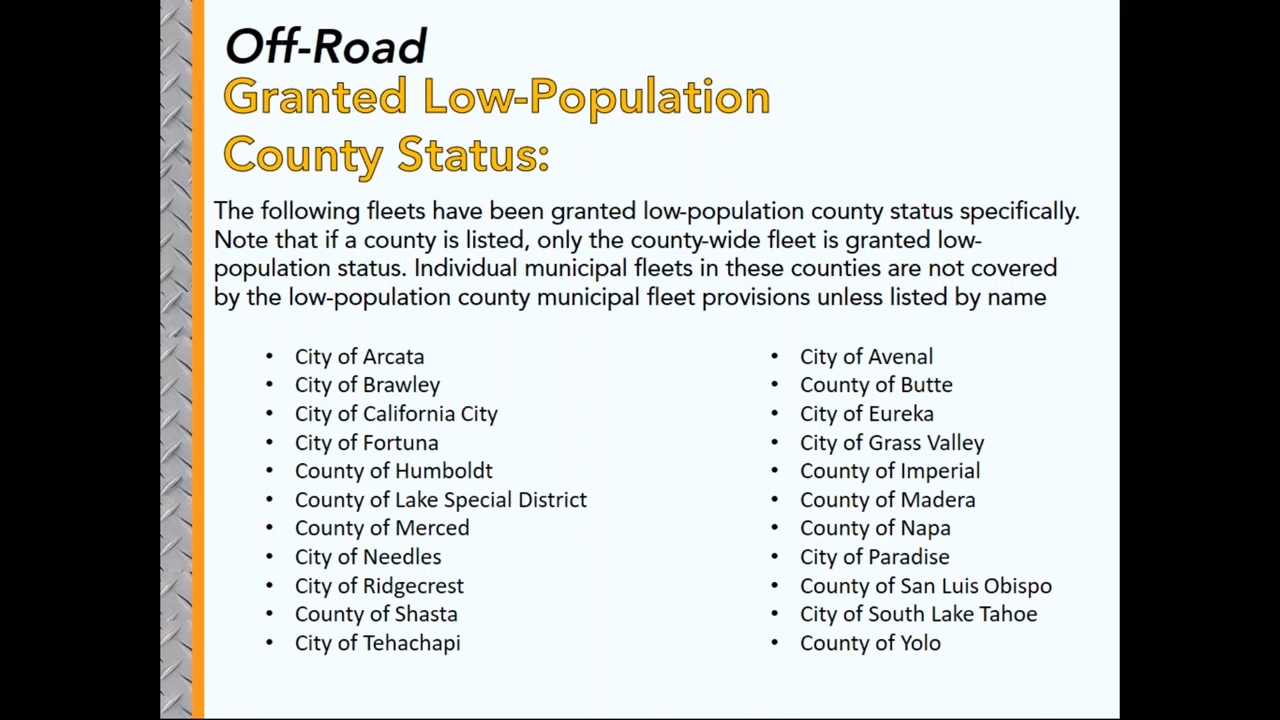 Off-Road
Granted Low-Population
County Status:
The following fleets have been granted low-population county status specifically.
Note that if a county is listed, only the county-wide fleet is granted low-
population status. Individual municipal fleets in these counties are not covered
by the low-population county municipal fleet provisions unless listed by name
• City of Arcata
• City of Brawley
• City of California City
• City of Fortuna
• County of Humboldt
• County of Lake Special District
• County of Merced
• City of Needles
• City of Ridgecrest
• County of Shasta
• City of Tehachapi
• City of Avenal
• County of Butte
• City of Eureka
• City of Grass Valley
• County of Imperial
• County of Madera
• County of Napa
• City of Paradise
• County of San Luis Obispo
• City of South Lake Tahoe
• County of Yolo